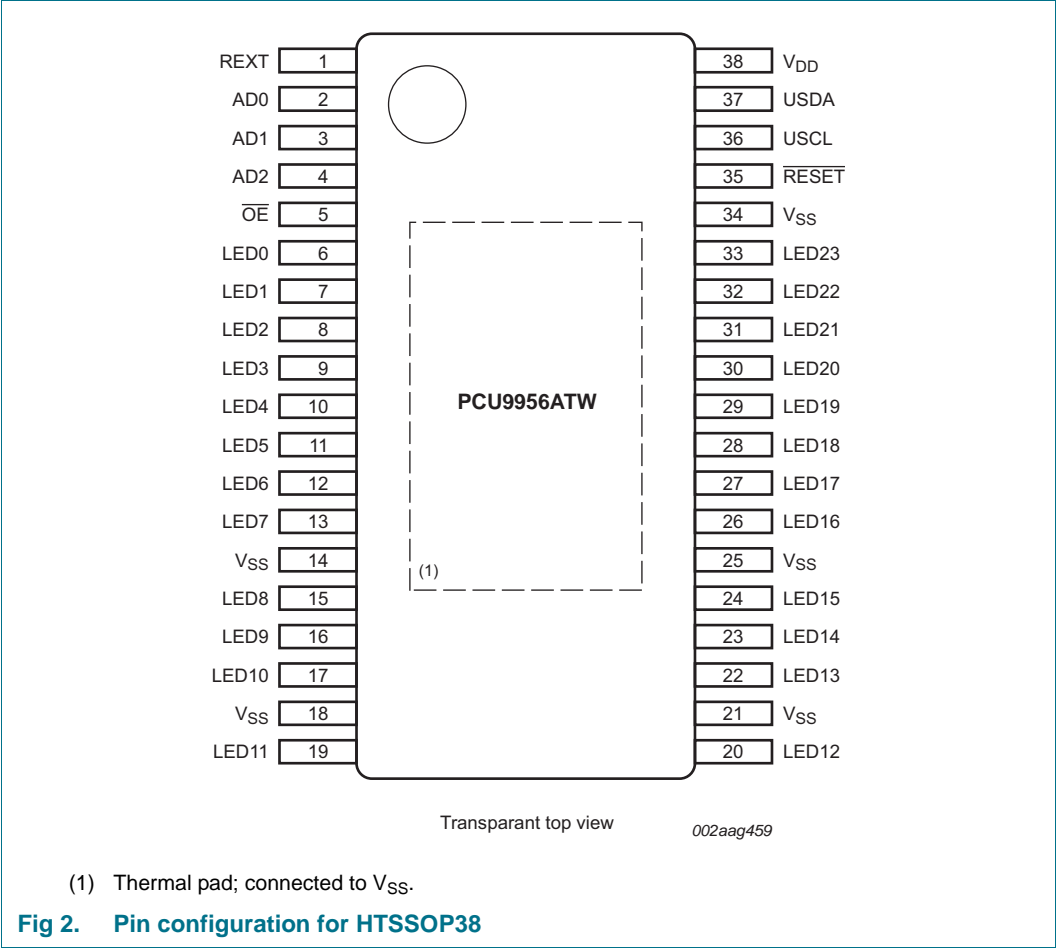 REXT 1 38 VDD
AD0 2 37 USDA
AD1 3 36 USCL
AD2 4 35 RESET
OE 5 34 VSS
LED0 6 33 LED23
LED1 7 32 LED22
LED2 8 31 LED21
LED3 9 30 LED20
LED4 10 PCU9956ATW 29 LED19
LED5 11 28 LED18
LED6 12 27 LED17
LED7 13 26 LED16
VSS 14 (1) 25 VSS
LED8 15 24 LED15
LED9 16 23 LED14
LED10 17 22 LED13
VSS 18 21 VSS
LED11 19 20 LED12
Transparant top view 002aag459
(1) Thermal pad; connected to VSS.
Fig 2. Pin configuration for HTSSOP38